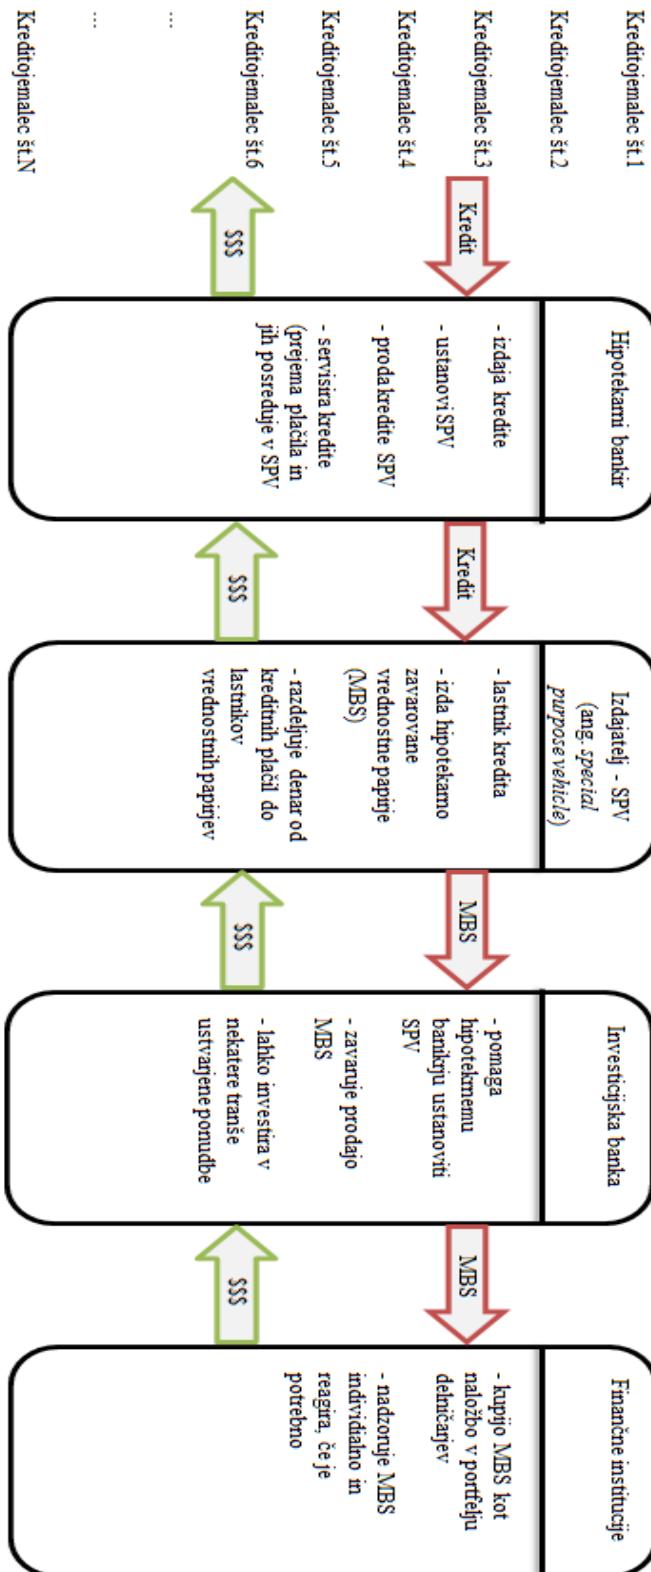 Kreditojemalec št.1
Kreditojemalec št.2
Kreditojemalec št.3
Kreditojemalec št.4
Kreditojemalec št.5
Kreditojemalec št.6
...
...
Kreditojemalec št.N
Kredit
$$$
Hipotekarni bankir
- izdaja kredite
- ustanovi SPV
- proda kredite SPV
- servisira kredite
(prejema plačila in
jih posreduje v SPV
Kredit
$$$
Izdajatelj - SPV
(ang. special
purpose vehicle)
- lastnik kredita
- izda hipotekarno
zavarovane
vrednostne papirje
(MBS)
- razdeljuje denar od
kreditnih plačil do
lastnikov
vrednostnih papirjev
MBS
$$$
Investicijska banka
- pomaga
hipotekrnemu
bankirju ustanoviti
SPV
- zavaruje prodajo
MBS
- lahko investira v
nekatere tranše
ustvarjene ponudbe
MBS
$$$
Finančne institucije
- kupijo MBS kot
naložbo v portfelju
delničarjev
- nadzoruje MBS
individialno in
reagira, če je
potrebno